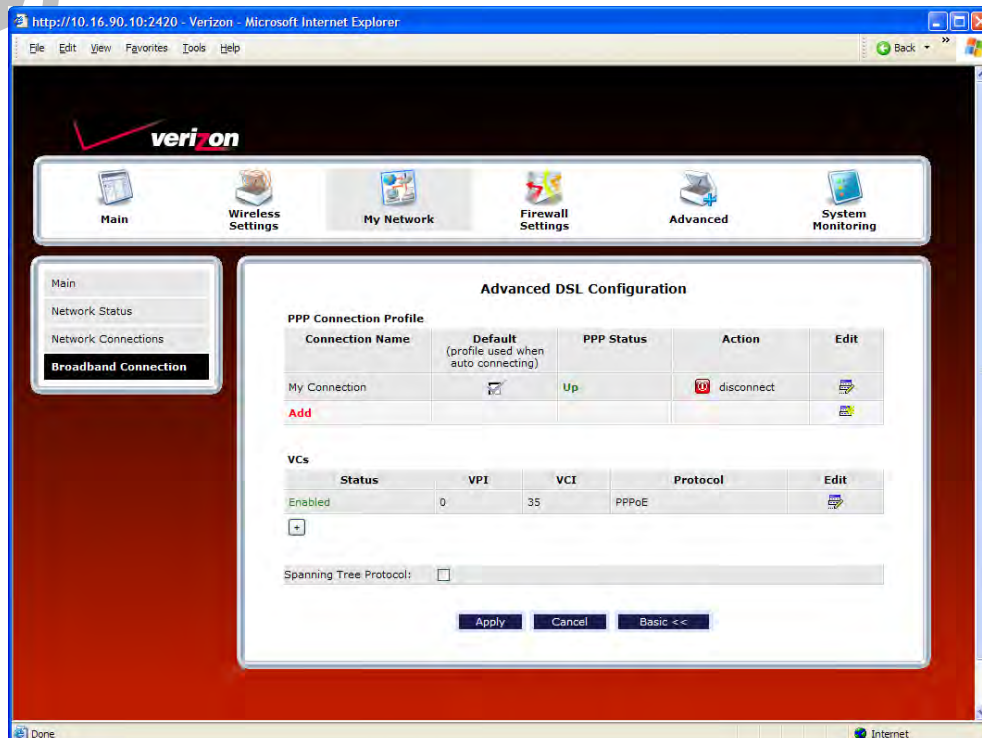 http://10.16.90.10:2420 - Verizon - Microsoft Internet Explorer
File Edit View Favorites Tools Help
Back »
verizon
Main
Wireless Settings
My Network
Firewall Settings
Advanced
System Monitoring
Main
Network Status
Network Connections
Broadband Connection
Advanced DSL Configuration
PPP Connection Profile
Connection Name Default (profile used when auto connecting) PPP Status Action Edit
My Connection Up disconnect
Add
VCs
Status VPI VCI Protocol Edit
Enabled 0 35 PPPoE
+
Spanning Tree Protocol:
Apply Cancel Basic <<
Done Internet